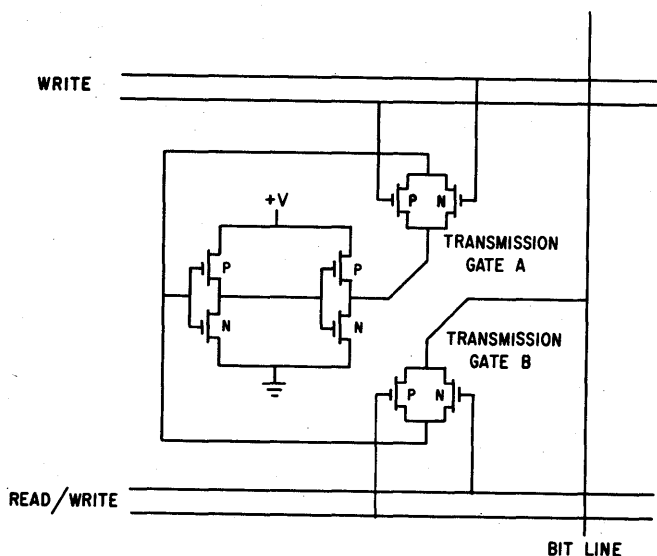 WRITE
P N
TRANSMISSION
GATE A
+V
P P
N N
TRANSMISSION
GATE B
P N
READ/WRITE
BIT LINE